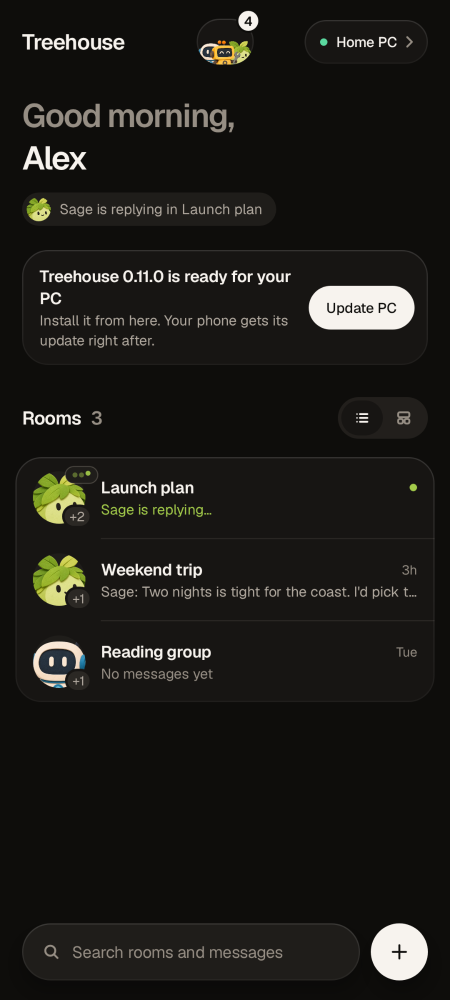 Treehouse
4
Home PC
Good morning,
Alex
Sage is replying in Launch plan
Treehouse 0.11.0 is ready for your
PC
Install it from here. Your phone gets its
update right after.
Update PC
Rooms 3
Launch plan
Sage is replying...
+2
Weekend trip 3h
Sage: Two nights is tight for the coast. I'd pick t...
+1
Reading group Tue
No messages yet
+1
Search rooms and messages